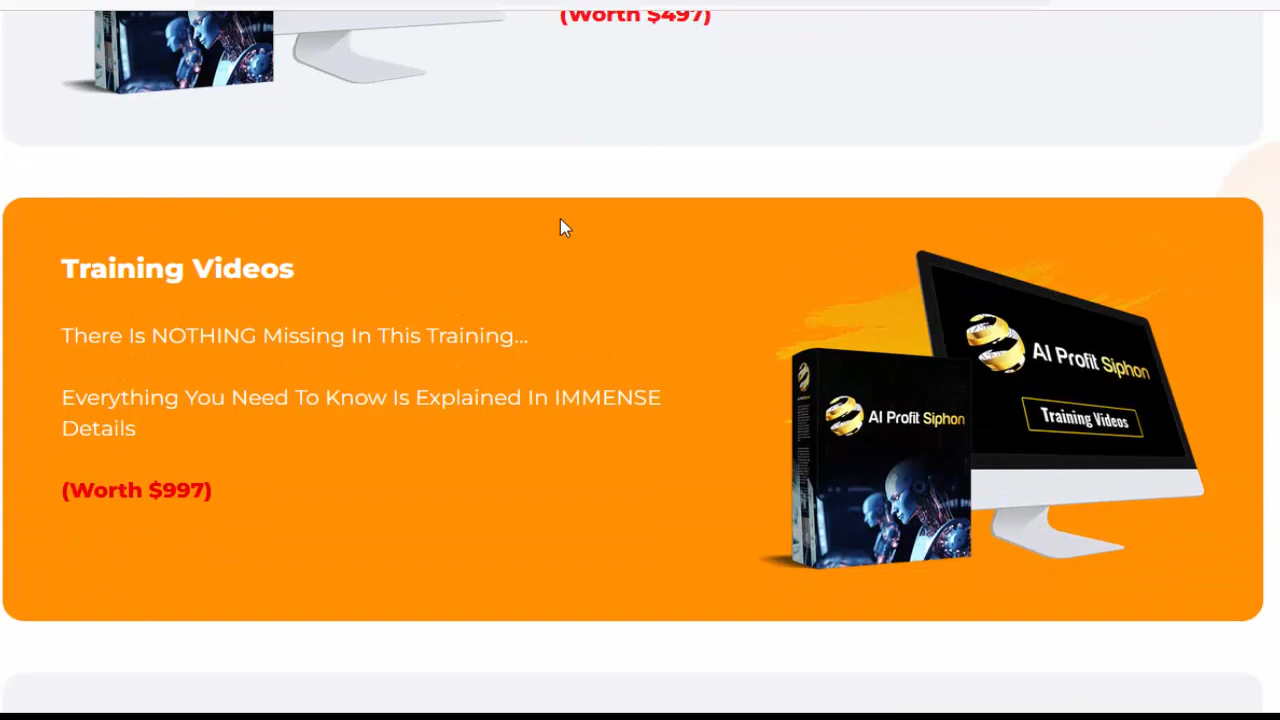 (Worth $497)
Training Videos
There Is NOTHING Missing In This Training...
Everything You Need To Know Is Explained In IMMENSE
Details
(Worth $997)
AI Profit Siphon
Training Videos
AI Profit Siphon